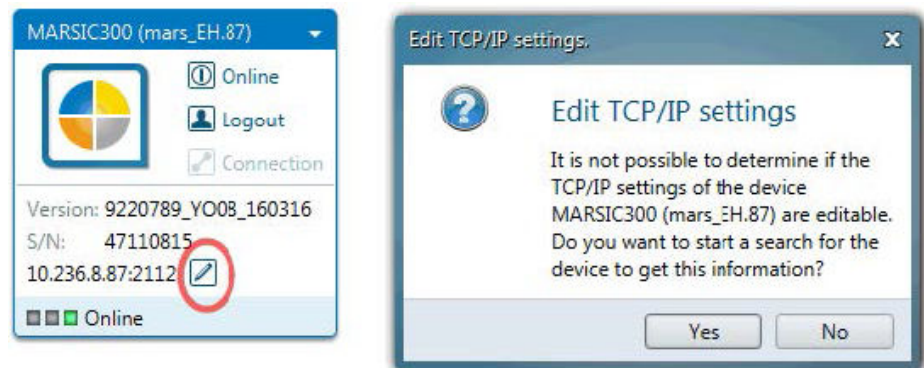 MARSIC300 (mars_EH.87)
Online
Logout
Connection
Version: 9220789_YO08_160316
S/N: 47110815
10.236.8.87:2112
Online
Edit TCP/IP settings.
Edit TCP/IP settings
It is not possible to determine if the
TCP/IP settings of the device
MARSIC300 (mars_EH.87) are editable.
Do you want to start a search for the
device to get this information?
Yes
No